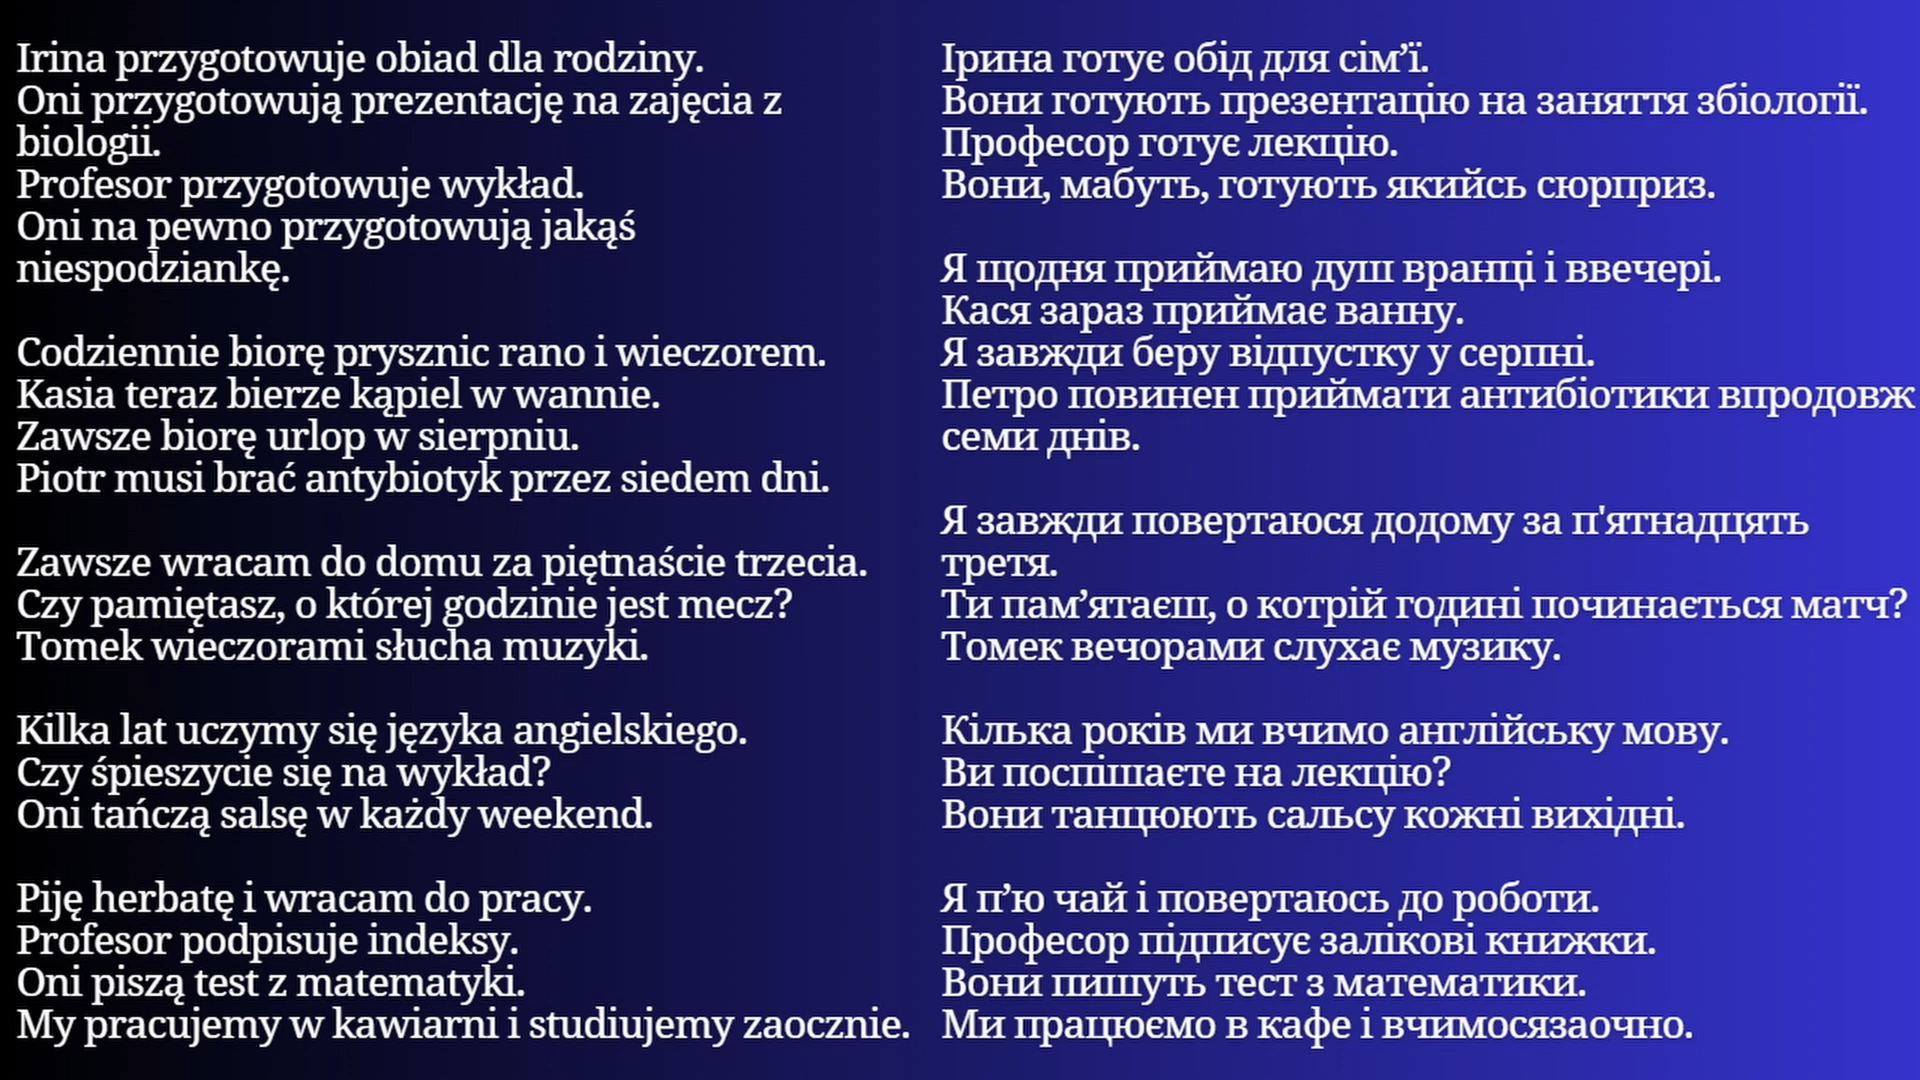 Irina przygotowuje obiad dla rodziny.
Oni przygotowują prezentację na zajęcia z
biologii.
Profesor przygotowuje wykład.
Oni na pewno przygotowują jakąś
niespodziankę.
Codziennie biorę prysznic rano i wieczorem.
Kasia teraz bierze kąpiel w wannie.
Zawsze biorę urlop w sierpniu.
Piotr musi brać antybiotyk przez siedem dni.
Zawsze wracam do domu za piętnaście trzecia.
Czy pamiętasz, o której godzinie jest mecz?
Tomek wieczorami słucha muzyki.
Kilka lat uczymy się języka angielskiego.
Czy śpieszycie się na wykład?
Oni tańczą salsę w każdy weekend.
Piję herbatę i wracam do pracy.
Profesor podpisuje indeksy.
Oni piszą test z matematyki.
My pracujemy w kawiarni i studiujemy zaocznie.
Ірина готує обід для сім’ї.
Вони готують презентацію на заняття збіології.
Професор готує лекцію.
Вони, мабуть, готують якийсь сюрприз.
Я щодня приймаю душ вранці і ввечері.
Кася зараз приймає ванну.
Я завжди беру відпустку у серпні.
Петро повинен приймати антибіотики впродовж
семи днів.
Я завжди повертаюся додому за п'ятнадцять
третя.
Ти пам’ятаєш, о котрій годині починається матч?
Томек вечорами слухає музику.
Кілька років ми вчимо англійську мову.
Ви поспішаєте на лекцію?
Вони танцюють сальсу кожні вихідні.
Я п’ю чай і повертаюсь до роботи.
Професор підписує залікові книжки.
Вони пишуть тест з математики.
Ми працюємо в кафе і вчимосязаочно.